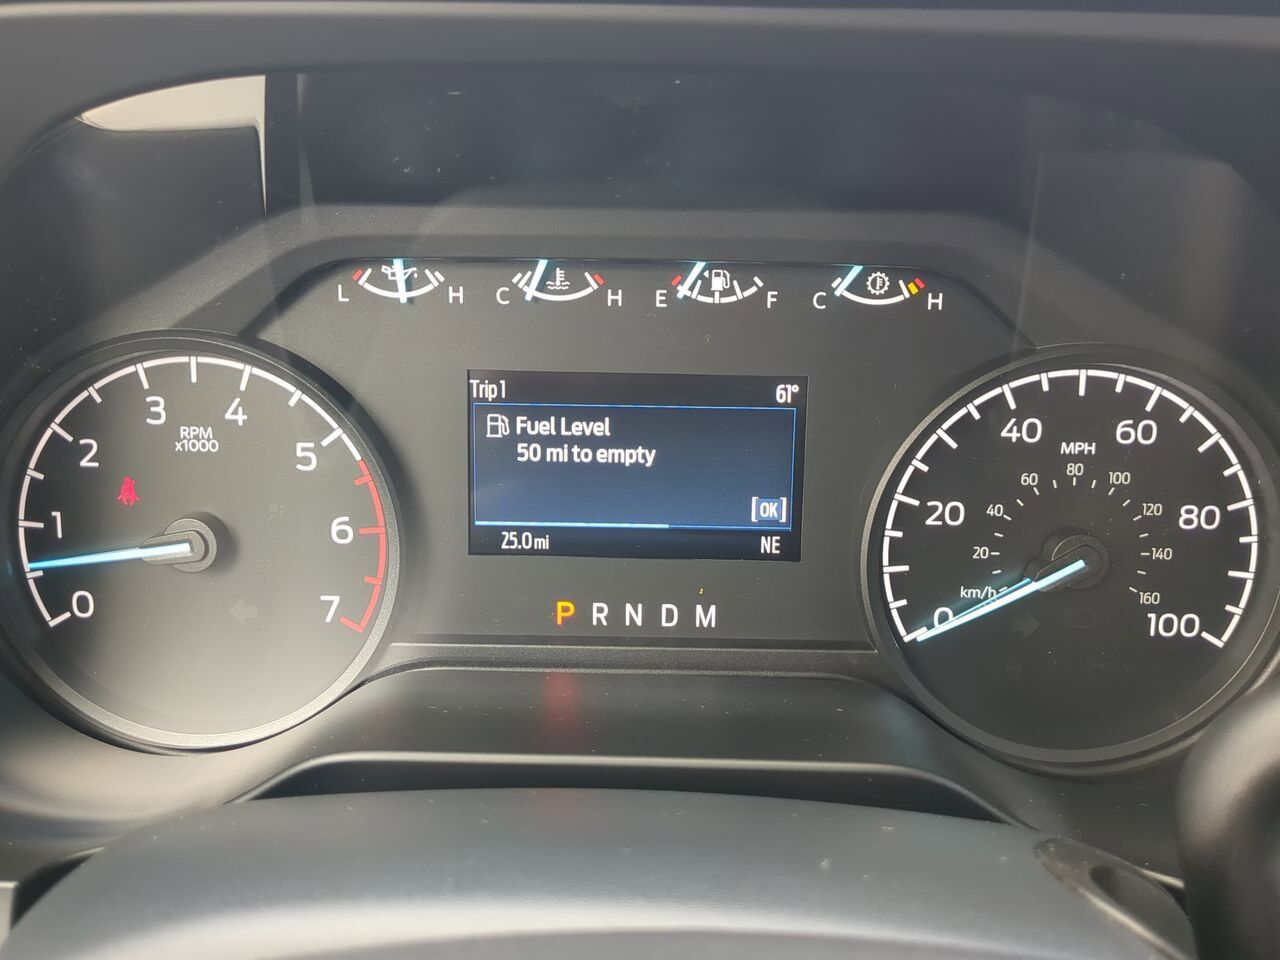 L H C H E F C H
Trip 1 61°
Fuel Level
50 mi to empty
[OK]
25.0 mi NE
P R N D M
0 1 2 3 4 5 6 7
RPM
x1000
0 20 40 60 80 100
MPH
20 40 60 80 100 120 140 160
km/h